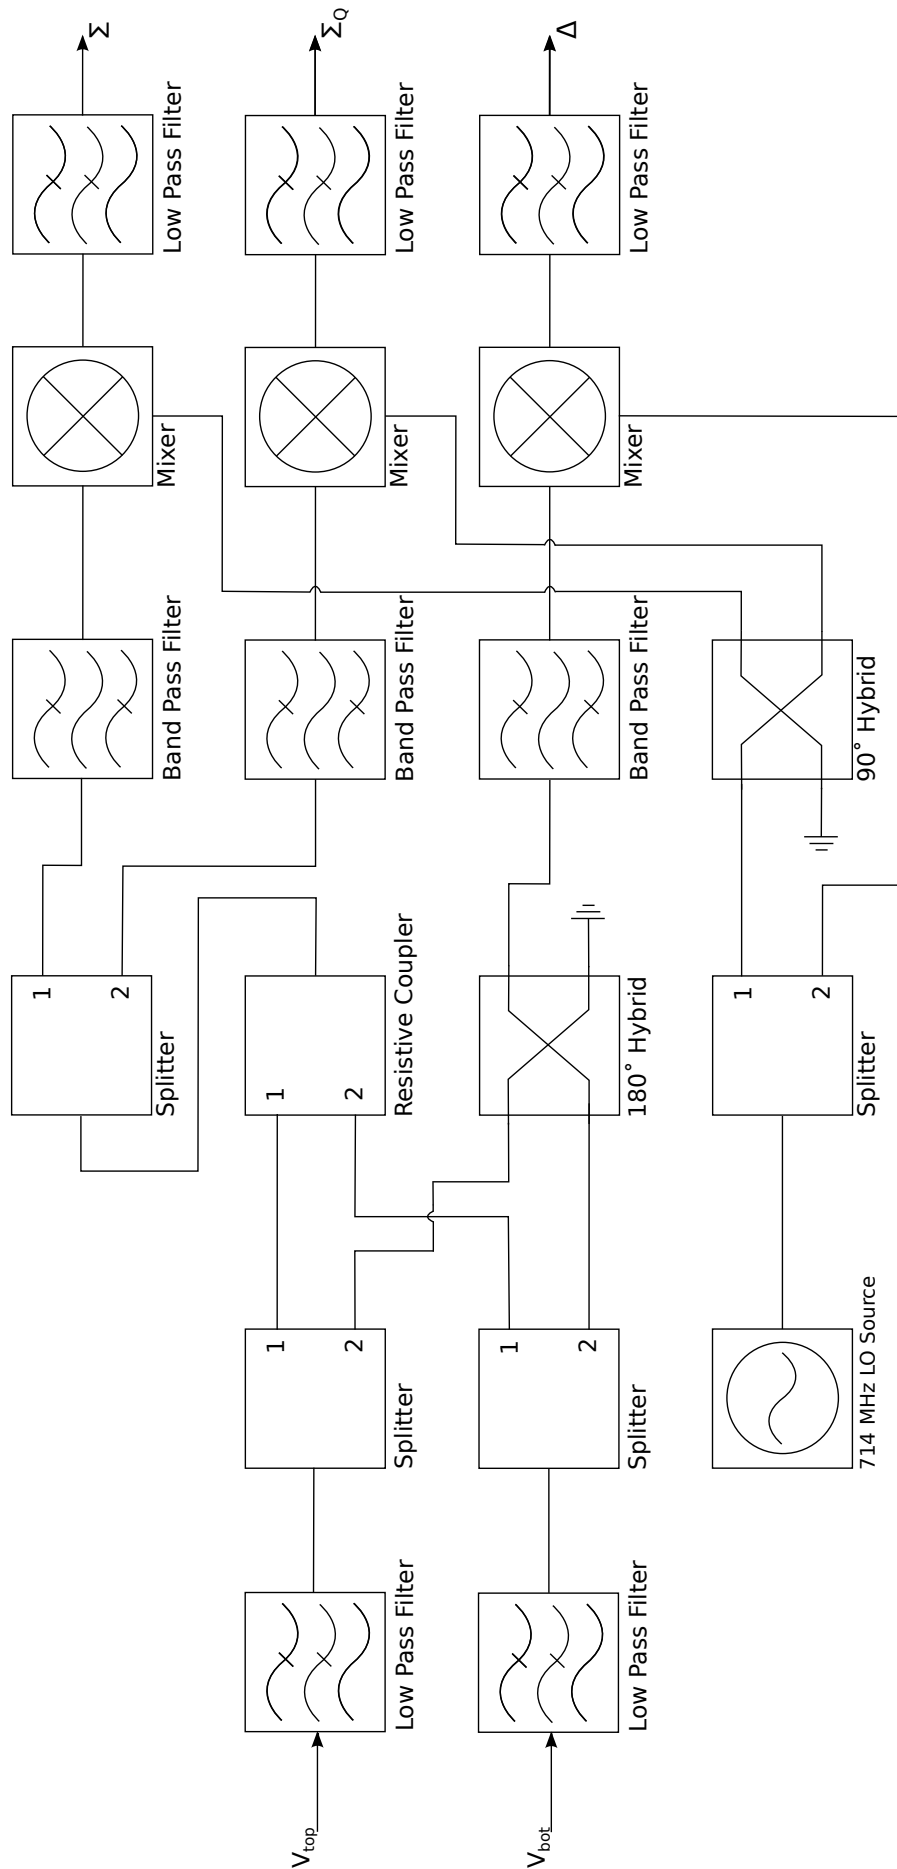 Σ
Σ_Q
Δ
Low Pass Filter
Low Pass Filter
Low Pass Filter
Mixer
Mixer
Mixer
Band Pass Filter
Band Pass Filter
Band Pass Filter
90° Hybrid
1
2
Splitter
1
2
Resistive Coupler
180° Hybrid
1
2
Splitter
1
2
Splitter
1
2
Splitter
714 MHz LO Source
Low Pass Filter
Low Pass Filter
V_top
V_bot